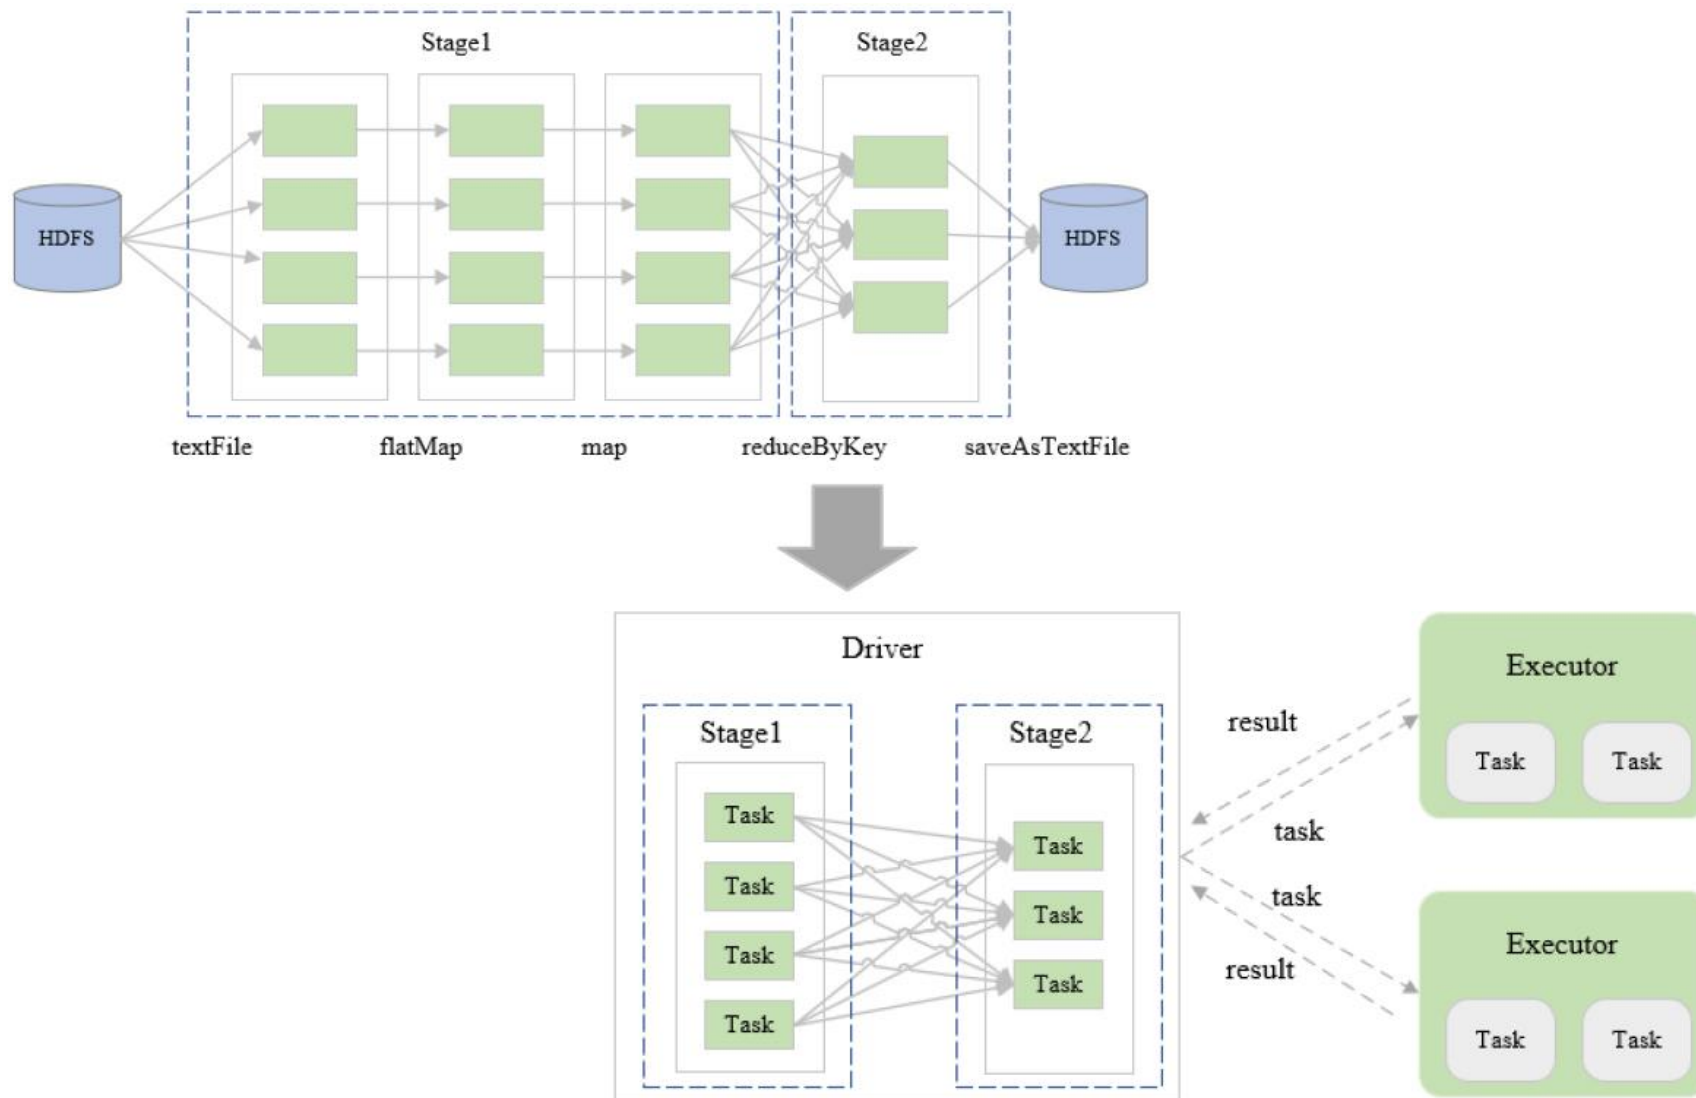 Stage1
Stage2
HDFS
HDFS
textFile
flatMap
map
reduceByKey
saveAsTextFile
Driver
Stage1
Stage2
Task
Task
Task
Task
Task
Task
Task
result
task
task
result
Executor
Task
Task
Executor
Task
Task